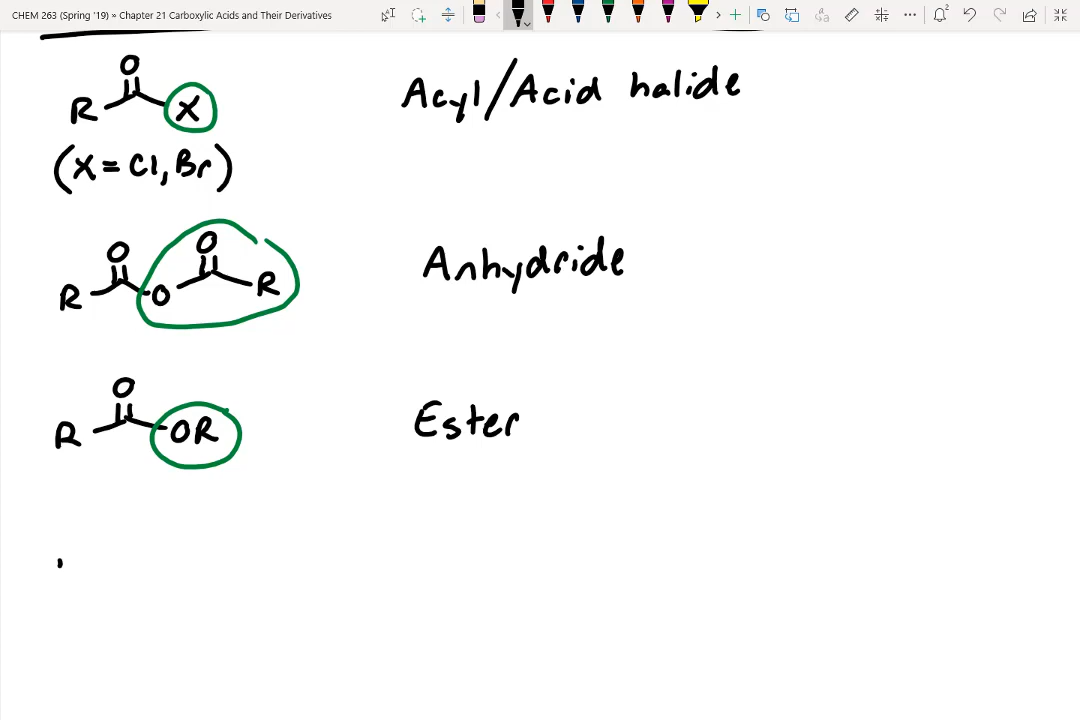 CHEM 263 (Spring '19) » Chapter 21 Carboxylic Acids and Their Derivatives
2
O
R X
Acyl/Acid halide
(X = Cl, Br)
O O
R O R
Anhydride
O
R OR
Ester